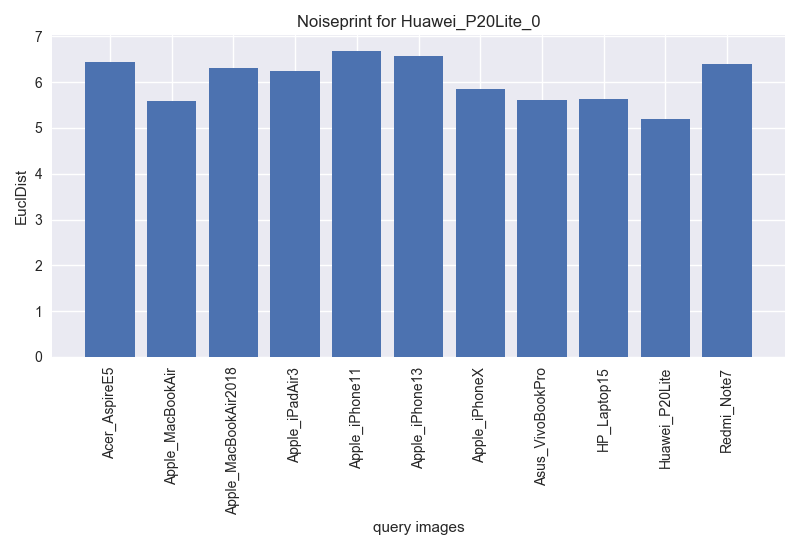 Noiseprint for Huawei_P20Lite_0
7
6
5
4
3
2
1
0
EuclDist
Acer_AspireE5
Apple_MacBookAir
Apple_MacBookAir2018
Apple_iPadAir3
Apple_iPhone11
Apple_iPhone13
Apple_iPhoneX
Asus_VivoBookPro
HP_Laptop15
Huawei_P20Lite
Redmi_Note7
query images